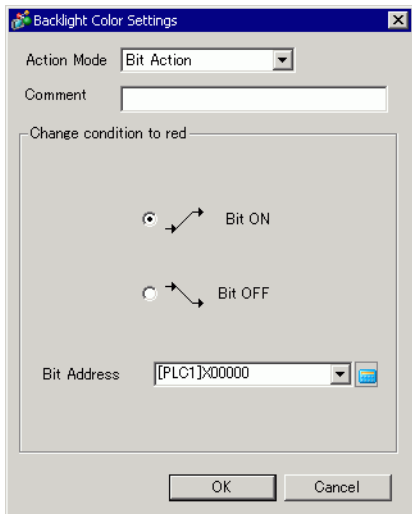 Backlight Color Settings
Action Mode Bit Action
Comment
Change condition to red
Bit ON
Bit OFF
Bit Address [PLC1]X00000
OK Cancel